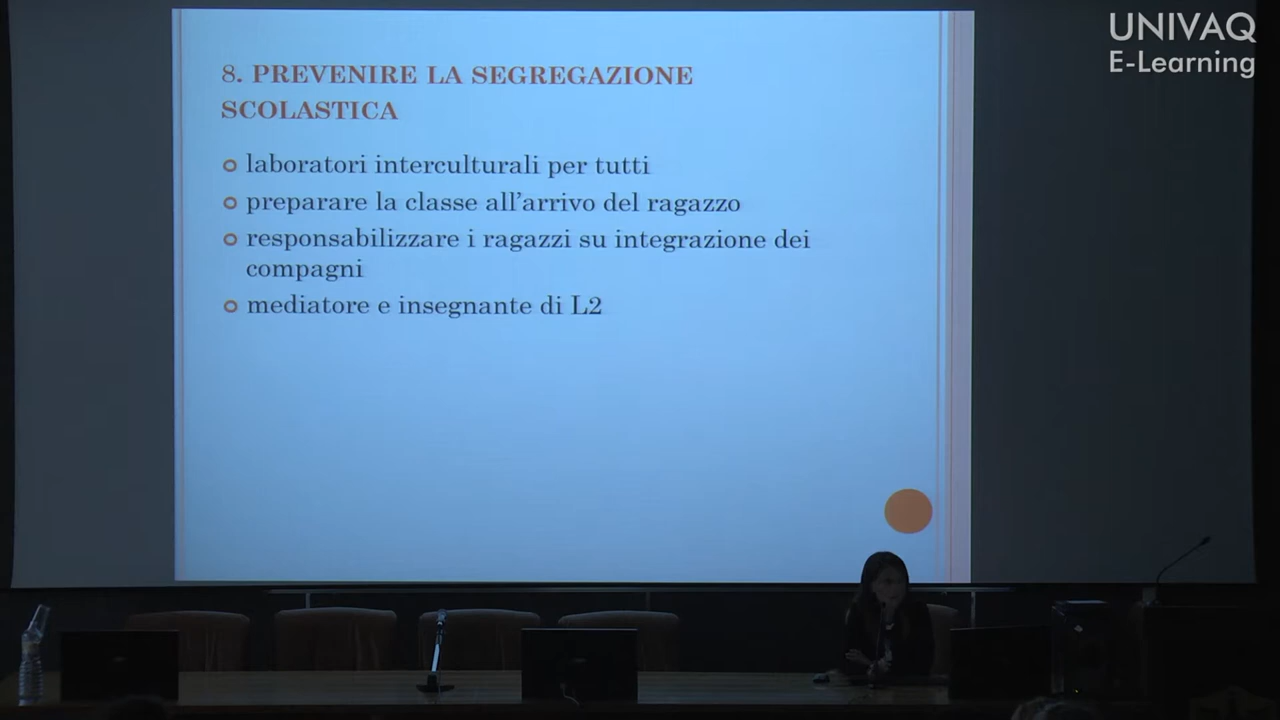 UNIVAQ
E-Learning
8. PREVENIRE LA SEGREGAZIONE
SCOLASTICA
laboratori interculturali per tutti
preparare la classe all'arrivo del ragazzo
responsabilizzare i ragazzi su integrazione dei
compagni
mediatore e insegnante di L2